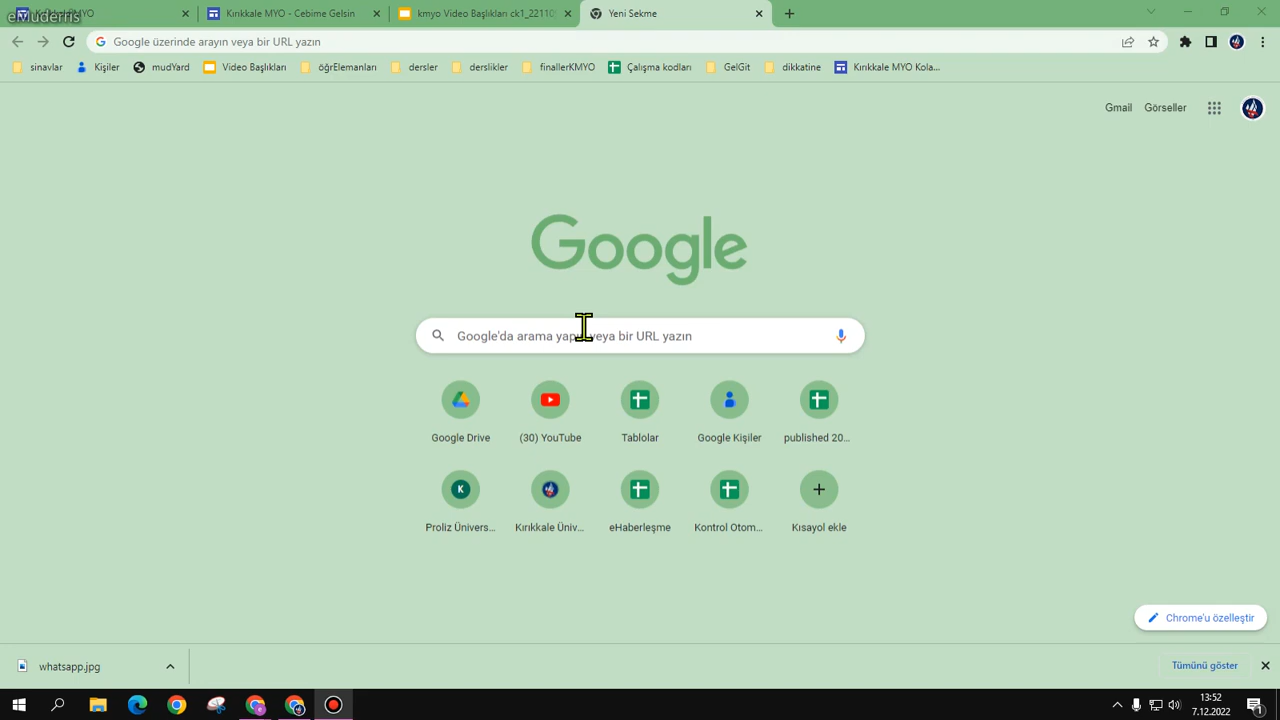 eMuderris
Kırıkkale MYO - Cebime Gelsin
kmyo Video Başlıkları ck1_22110
Yeni Sekme
Google üzerinde arayın veya bir URL yazın
sınavlar
Kişiler
mudYard
Video Başlıkları
öğrElemanları
dersler
derslikler
finallerKMYO
Çalışma kodları
GelGit
dikkatine
Kırıkkale MYO Kola...
Gmail
Görseller
Google
Google'da arama yapın veya bir URL yazın
Google Drive
(30) YouTube
Tablolar
Google Kişiler
published 20...
Proliz Ünivers...
Kırıkkale Üniv...
eHaberleşme
Kontrol Otom...
Kısayol ekle
Chrome'u özelleştir
whatsapp.jpg
Tümünü göster
13:52
7.12.2022
1